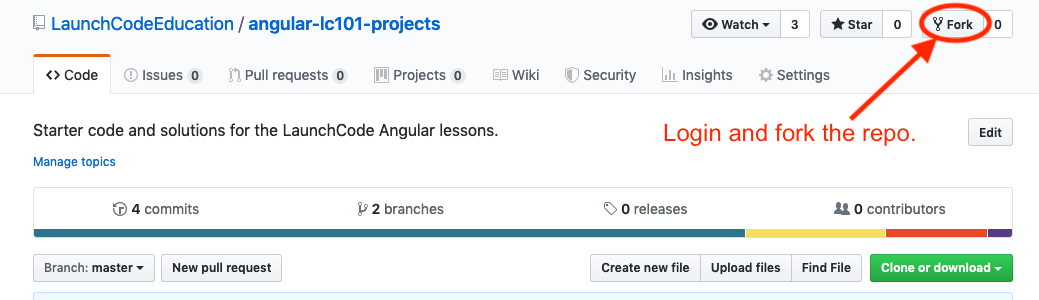 LaunchCodeEducation / angular-lc101-projects
Watch 3 Star 0 Fork 0
Code Issues 0 Pull requests 0 Projects 0 Wiki Security Insights Settings
Login and fork the repo.
Starter code and solutions for the LaunchCode Angular lessons.
Edit
Manage topics
4 commits 2 branches 0 releases 0 contributors
Branch: master New pull request Create new file Upload files Find File Clone or download